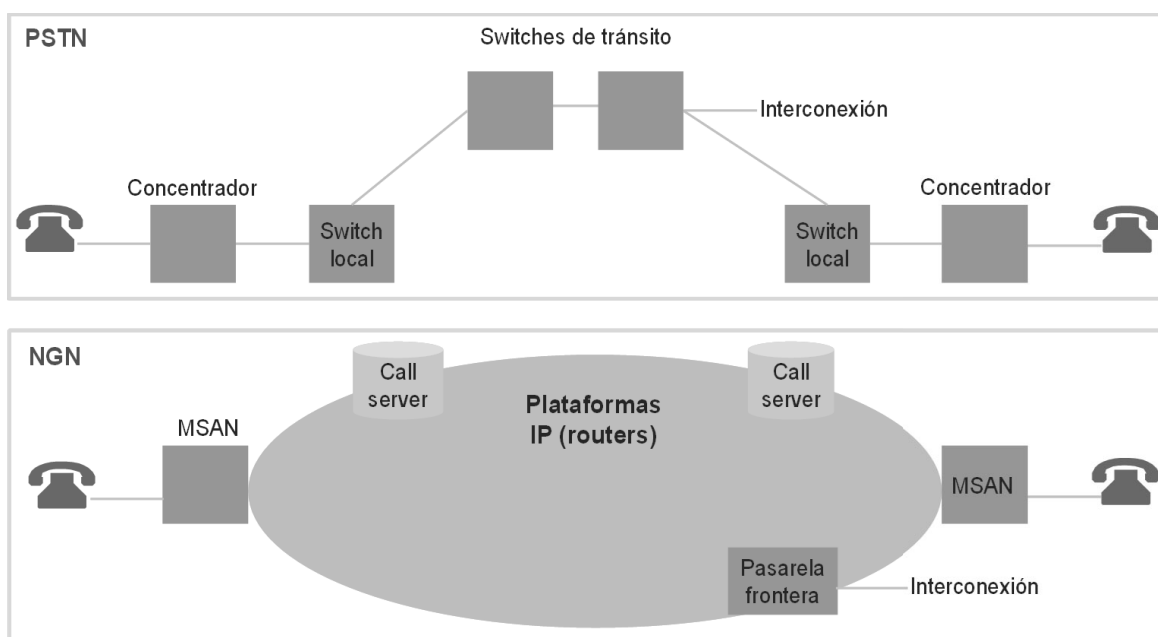 PSTN
Switches de tránsito
Interconexión
Concentrador
Concentrador
Switch
local
Switch
local
NGN
Call
server
Call
server
Plataformas
IP (routers)
MSAN
MSAN
Pasarela
frontera
Interconexión